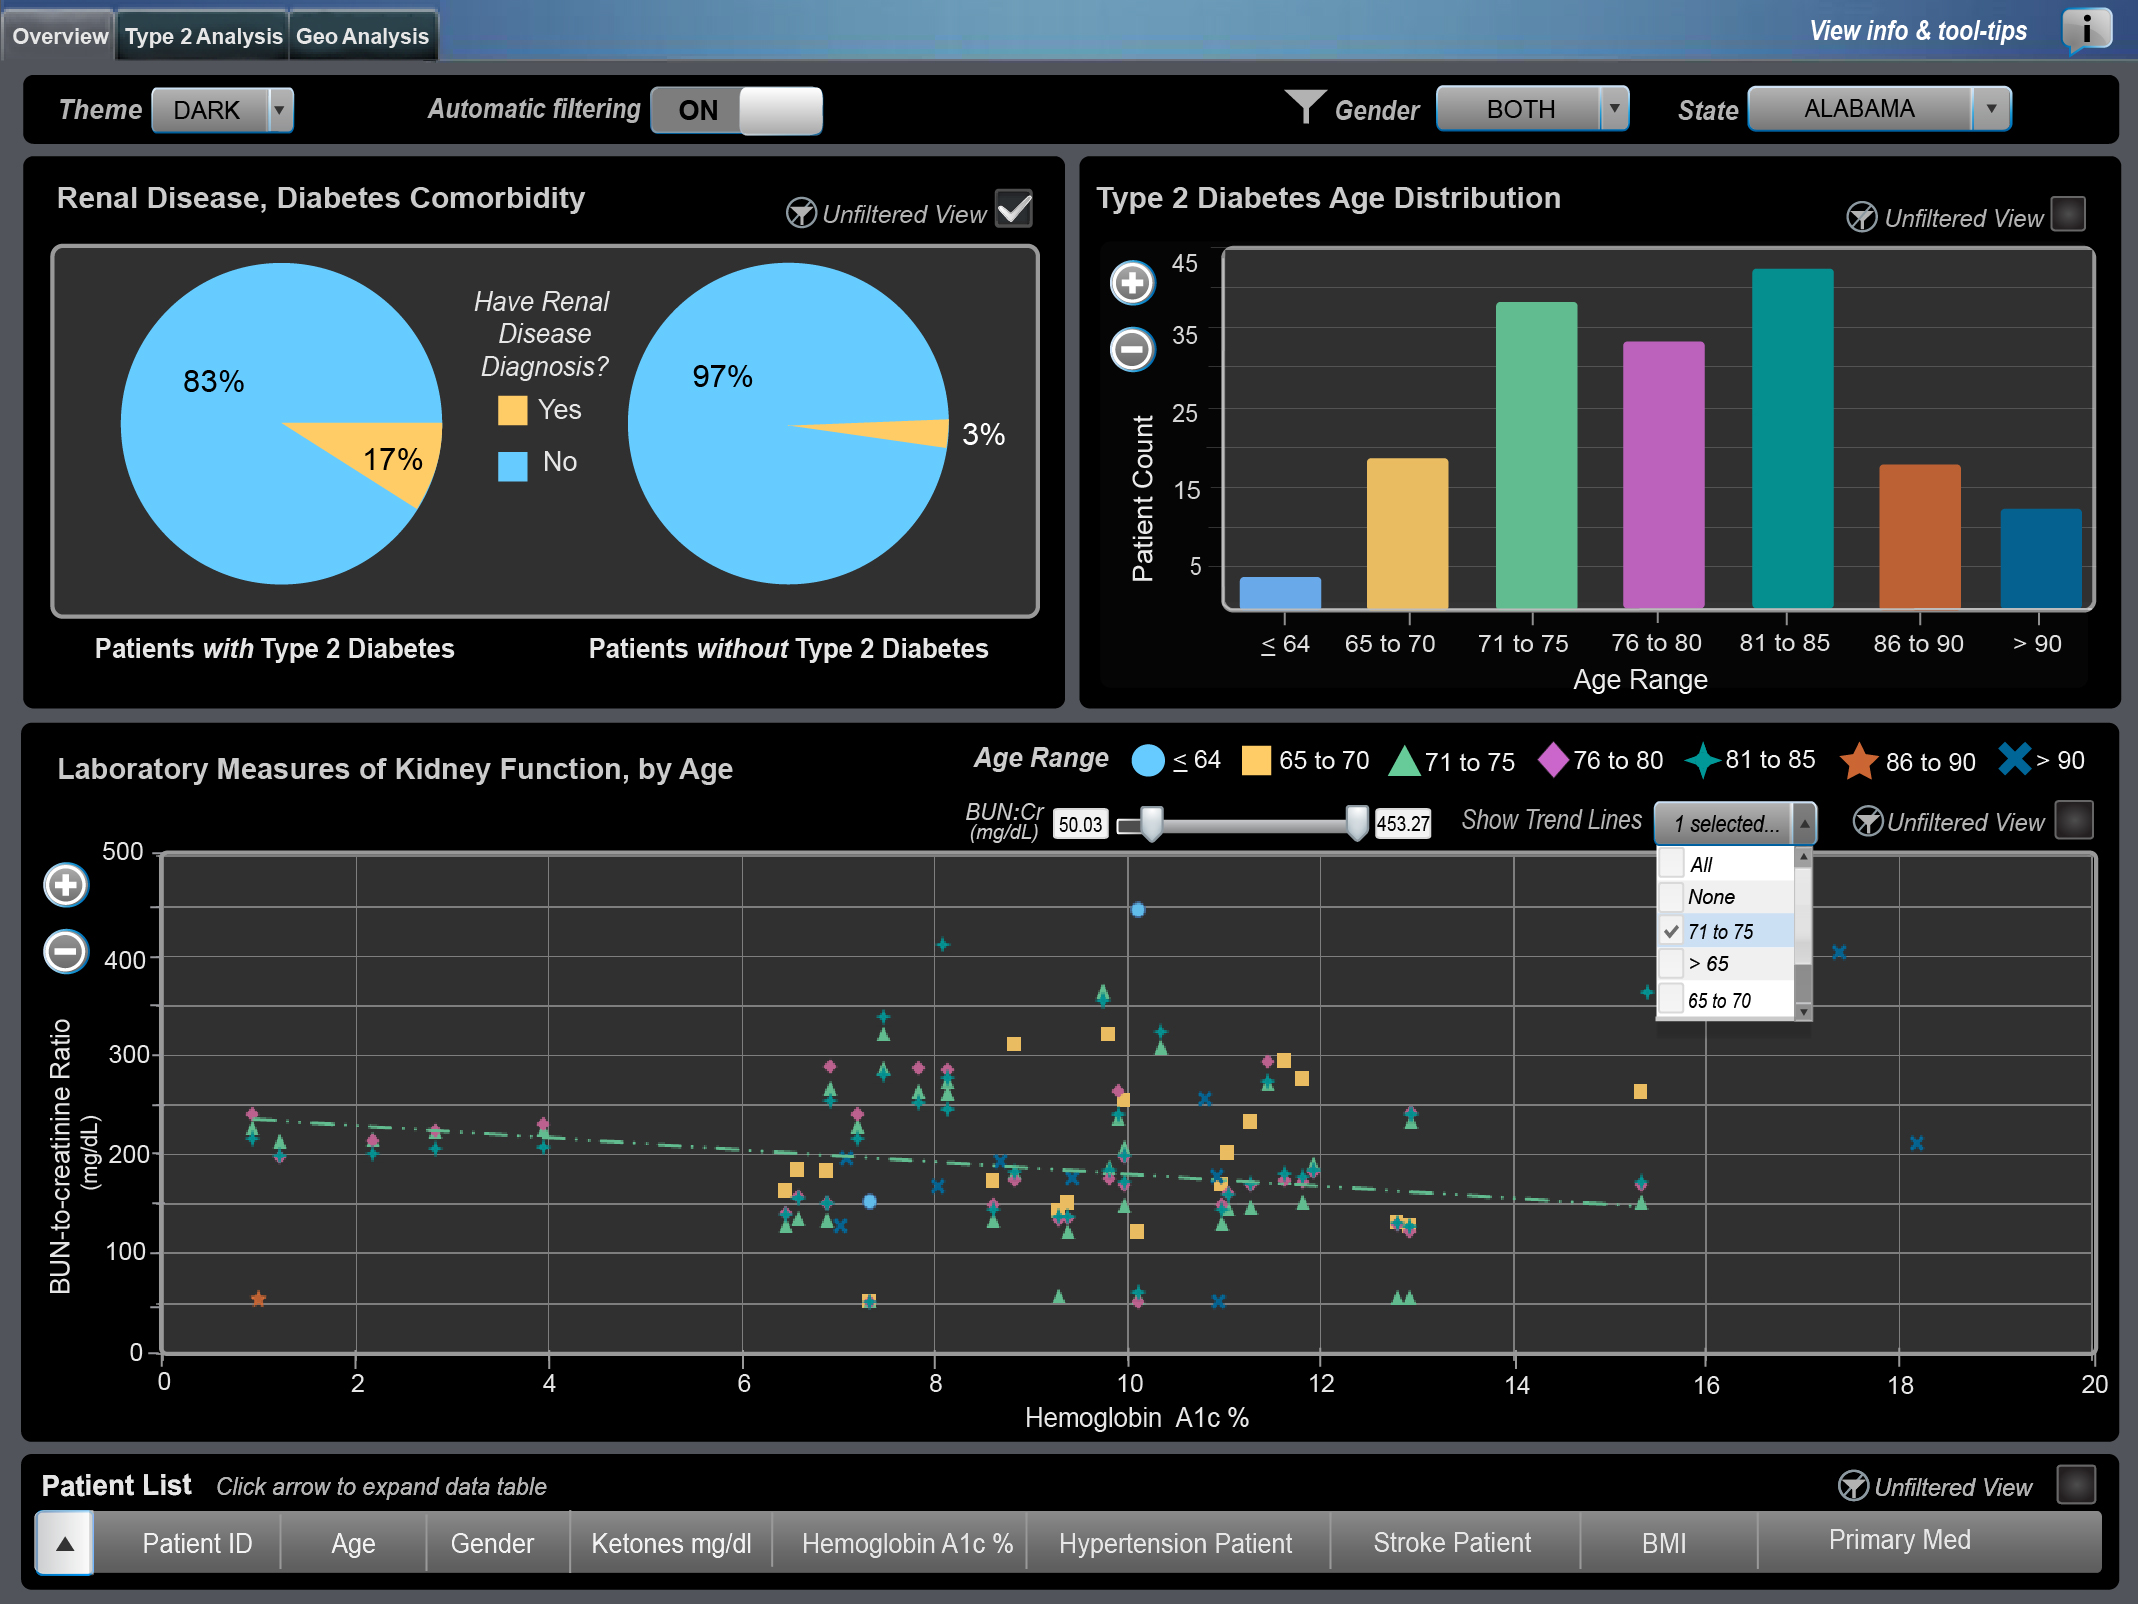 Overview Type 2 Analysis Geo Analysis
View info & tool-tips i
Theme DARK Automatic filtering ON Gender BOTH State ALABAMA
Renal Disease, Diabetes Comorbidity
Unfiltered View
83%
17%
Have Renal
Disease
Diagnosis?
Yes
No
97%
3%
Patients with Type 2 Diabetes
Patients without Type 2 Diabetes
Type 2 Diabetes Age Distribution
Unfiltered View
45
35
25
15
5
Patient Count
≤ 64 65 to 70 71 to 75 76 to 80 81 to 85 86 to 90 > 90
Age Range
Laboratory Measures of Kidney Function, by Age
Age Range ≤ 64 65 to 70 71 to 75 76 to 80 81 to 85 86 to 90 > 90
BUN:Cr
(mg/dL)
50.03
453.27
Show Trend Lines 1 selected...
Unfiltered View
All
None
71 to 75
> 65
65 to 70
500
400
300
200
100
0
BUN-to-creatinine Ratio
(mg/dL)
0 2 4 6 8 10 12 14 16 18 20
Hemoglobin A1c %
Patient List Click arrow to expand data table
Unfiltered View
Patient ID Age Gender Ketones mg/dl Hemoglobin A1c % Hypertension Patient Stroke Patient BMI Primary Med